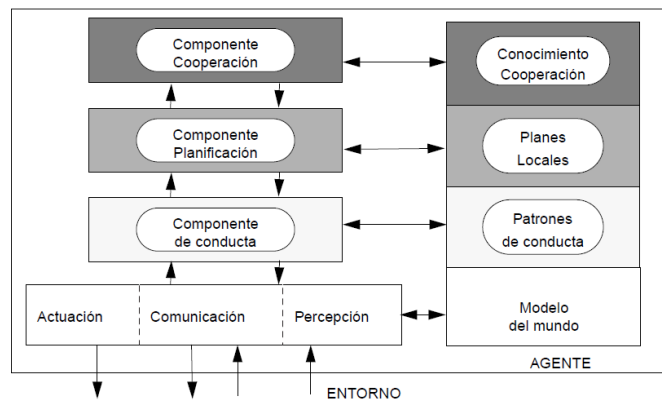 Componente
Cooperación
Conocimiento
Cooperación
Componente
Planificación
Planes
Locales
Componente
de conducta
Patrones
de conducta
Actuación
Comunicación
Percepción
Modelo
del mundo
AGENTE
ENTORNO